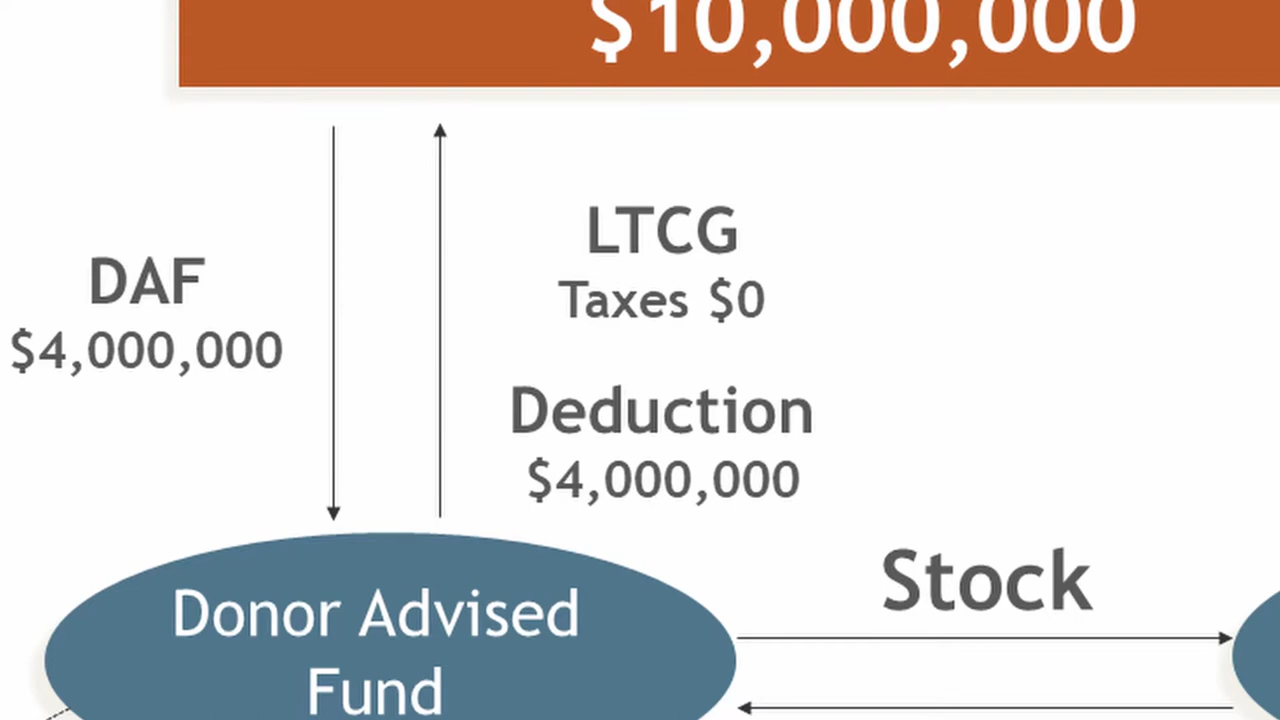 $10,000,000
LTCG
Taxes $0
DAF
$4,000,000
Deduction
$4,000,000
Stock
Donor Advised
Fund